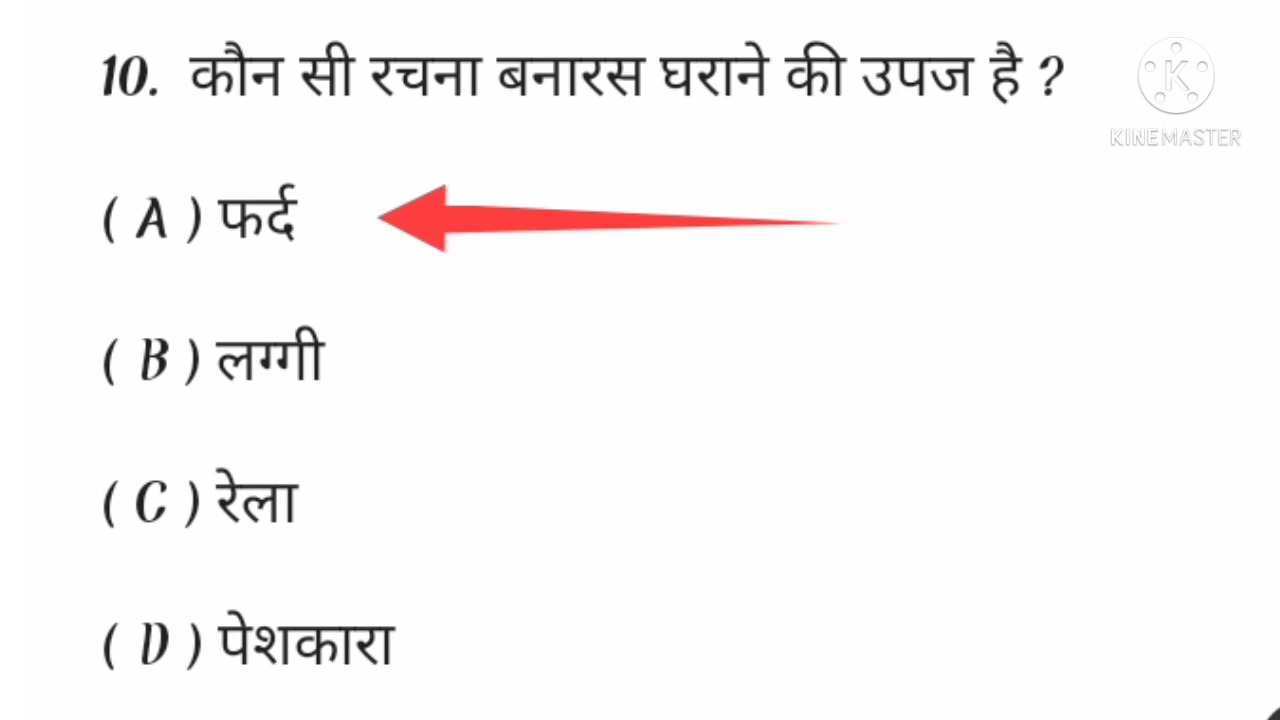 10. कौन सी रचना बनारस घराने की उपज है ?
KINEMASTER
( A ) फर्द
( B ) लग्गी
( C ) रेला
( D ) पेशकारा